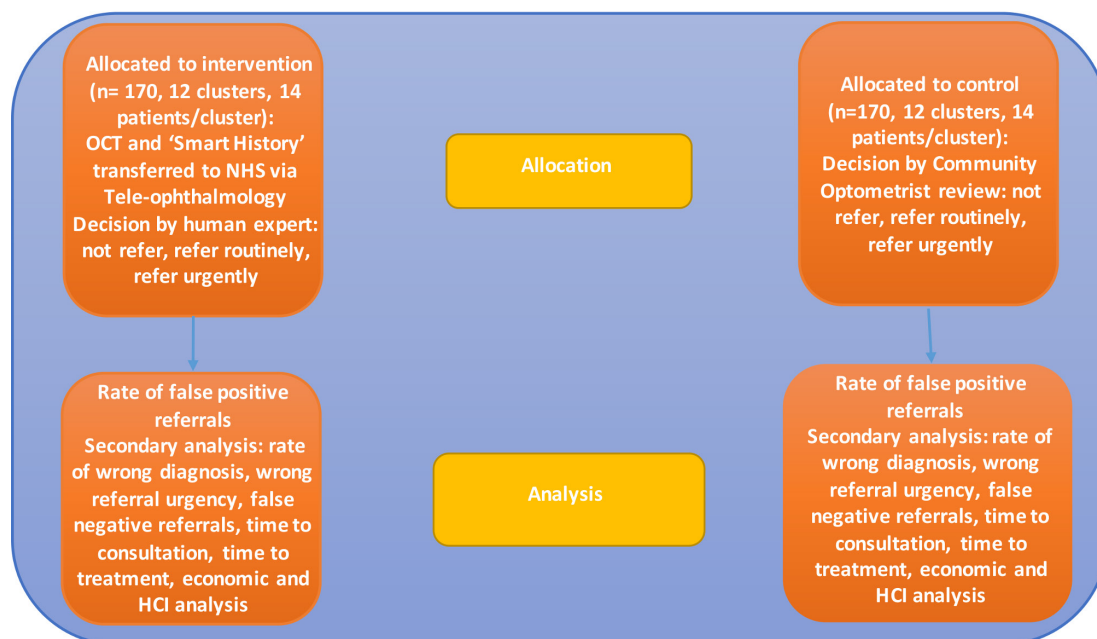 Allocated to intervention
(n= 170, 12 clusters, 14
patients/cluster):
OCT and ‘Smart History’
transferred to NHS via
Tele-ophthalmology
Decision by human expert:
not refer, refer routinely,
refer urgently
Allocation
Allocated to control
(n=170, 12 clusters, 14
patients/cluster):
Decision by Community
Optometrist review: not
refer, refer routinely,
refer urgently
Rate of false positive
referrals
Secondary analysis: rate
of wrong diagnosis, wrong
referral urgency, false
negative referrals, time to
consultation, time to
treatment, economic and
HCI analysis
Analysis
Rate of false positive
referrals
Secondary analysis: rate of
wrong diagnosis, wrong
referral urgency, false
negative referrals, time to
consultation, time to
treatment, economic and
HCI analysis